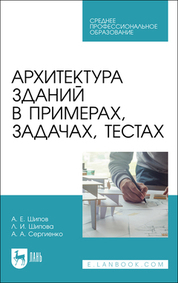 СРЕДНЕЕ
ПРОФЕССИОНАЛЬНОЕ
ОБРАЗОВАНИЕ
АРХИТЕКТУРА
ЗДАНИЙ
В ПРИМЕРАХ,
ЗАДАЧАХ, ТЕСТАХ
А. Е. Шипов
Л. И. Шипова
А. А. Сергиенко
ЛАНЬ
E.LANBOOK.COM